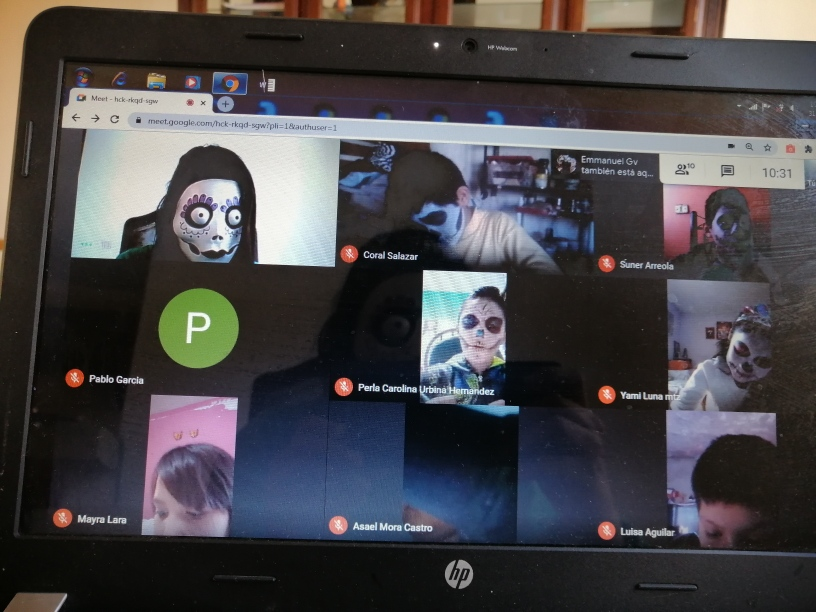 HP Webcam
Meet - hck-rkqd-sgw
meet.google.com/hck-rkqd-sgw?pli=1&authuser=1
Emmanuel Gv
también está aq...
10
10:31
Coral Salazar
Suner Arreola
P
Pablo García
Perla Carolina Urbina Hernandez
Yami Luna mtz
Mayra Lara
Asael Mora Castro
Luisa Aguilar
hp